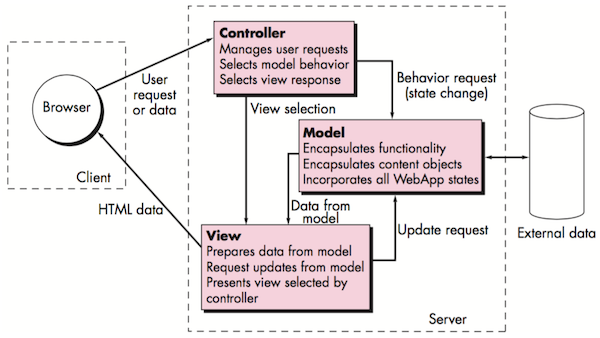 Controller
Manages user requests
Selects model behavior
Selects view response
User
request
or data
Browser
Client
Behavior request
(state change)
View selection
Model
Encapsulates functionality
Encapsulates content objects
Incorporates all WebApp states
External data
HTML data
Data from
model
Update request
View
Prepares data from model
Request updates from model
Presents view selected by
controller
Server